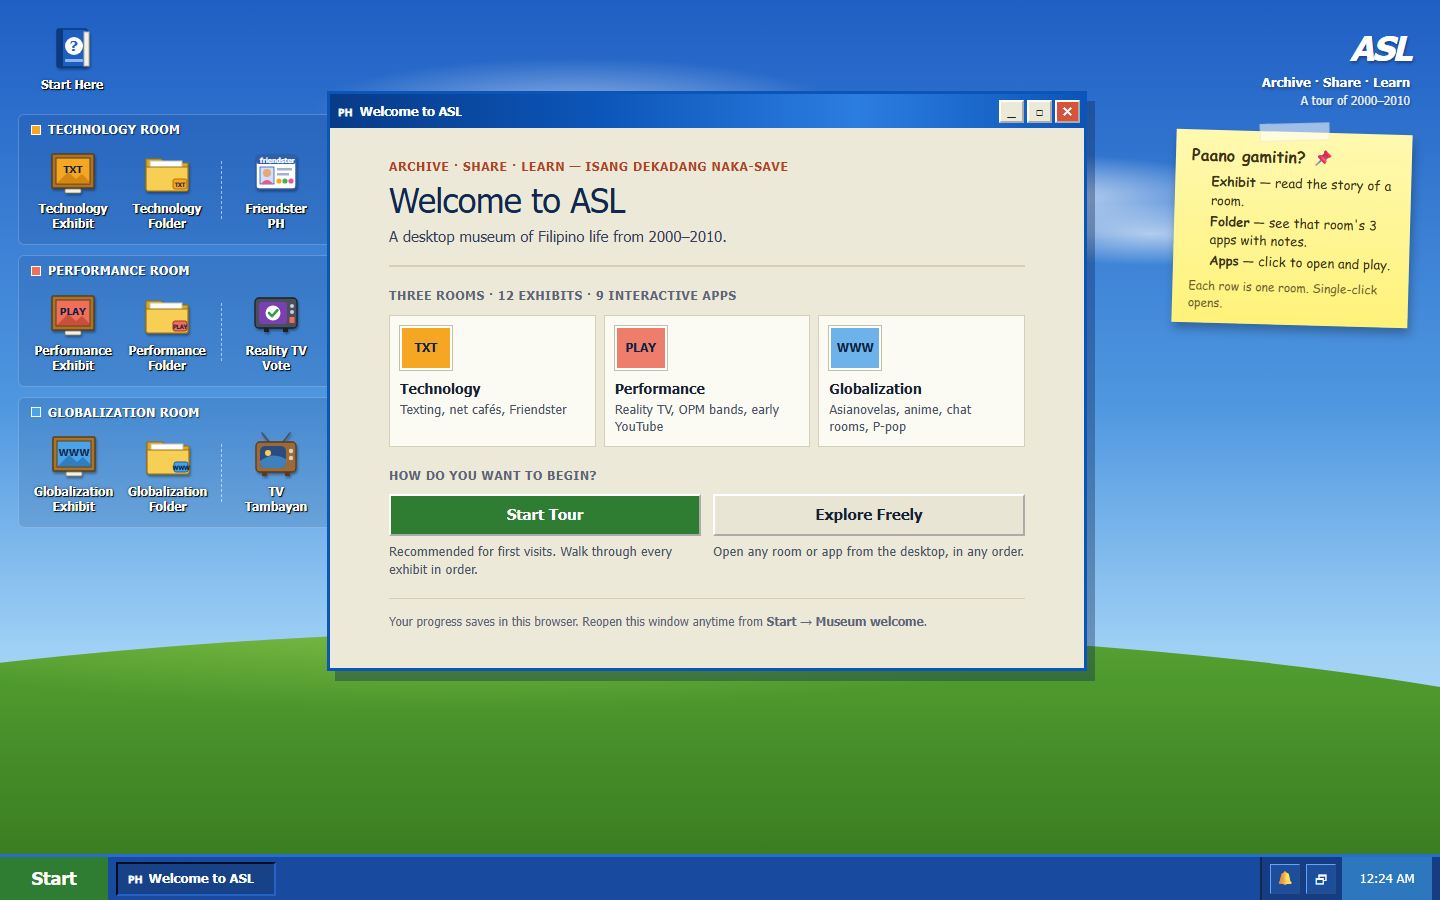 Start Here
TECHNOLOGY ROOM
TXT
TXT
friendster
Technology Exhibit
Technology Folder
Friendster PH
PERFORMANCE ROOM
PLAY
PLAY
Performance Exhibit
Performance Folder
Reality TV Vote
GLOBALIZATION ROOM
WWW
WWW
Globalization Exhibit
Globalization Folder
TV Tambayan
PH Welcome to ASL
ARCHIVE · SHARE · LEARN — ISANG DEKADANG NAKA-SAVE
Welcome to ASL
A desktop museum of Filipino life from 2000–2010.
THREE ROOMS · 12 EXHIBITS · 9 INTERACTIVE APPS
TXT
Technology
Texting, net cafés, Friendster
PLAY
Performance
Reality TV, OPM bands, early
YouTube
WWW
Globalization
Asianovelas, anime, chat
rooms, P-pop
HOW DO YOU WANT TO BEGIN?
Start Tour
Explore Freely
Recommended for first visits. Walk through every
exhibit in order.
Open any room or app from the desktop, in any order.
Your progress saves in this browser. Reopen this window anytime from Start → Museum welcome.
ASL
Archive · Share · Learn
A tour of 2000–2010
Paano gamitin? 📌
Exhibit — read the story of a
room.
Folder — see that room's 3
apps with notes.
Apps — click to open and play.
Each row is one room. Single-click
opens.
Start
PH Welcome to ASL
12:24 AM